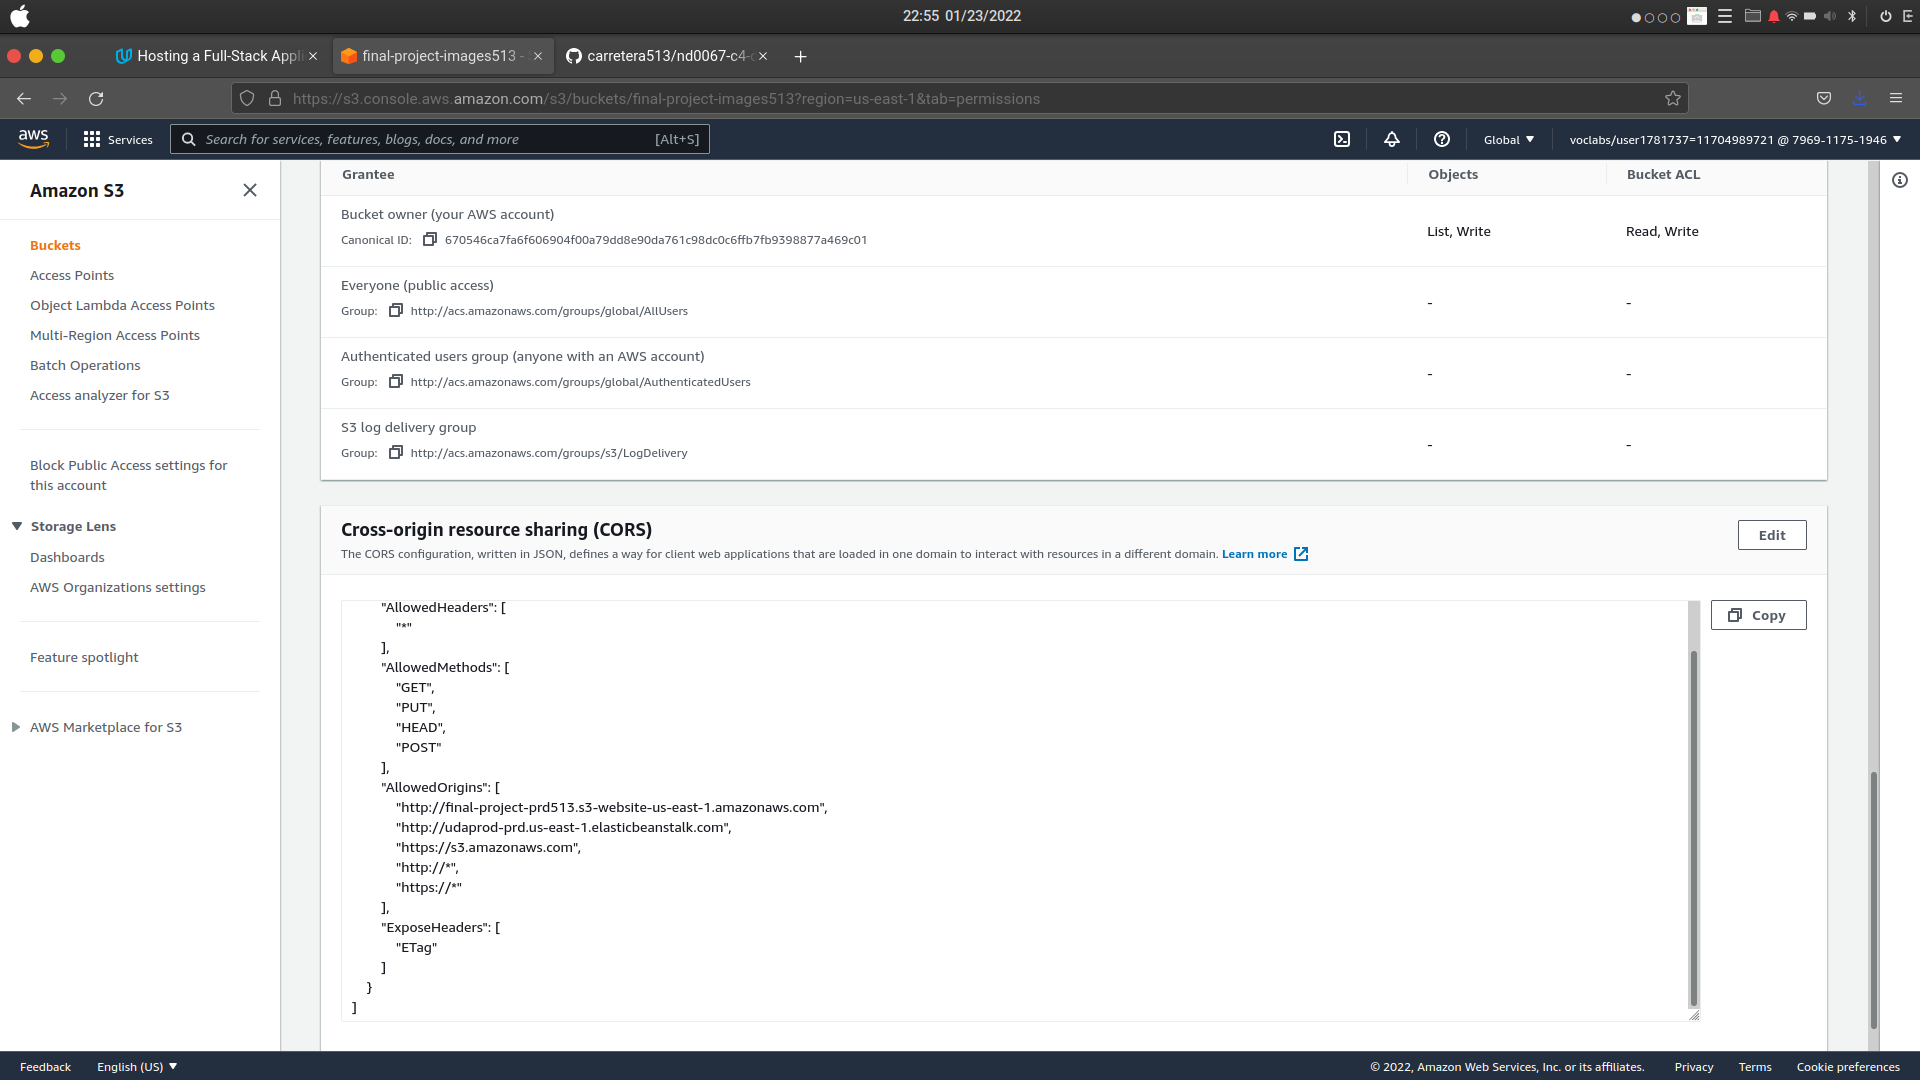 22:55 01/23/2022
Hosting a Full-Stack Appli
final-project-images513 -
carretera513/nd0067-c4-
https://s3.console.aws.amazon.com/s3/buckets/final-project-images513?region=us-east-1&tab=permissions
aws
Services
Search for services, features, blogs, docs, and more
[Alt+S]
Global
voclabs/user1781737=11704989721 @ 7969-1175-1946
Amazon S3
Buckets
Access Points
Object Lambda Access Points
Multi-Region Access Points
Batch Operations
Access analyzer for S3
Block Public Access settings for
this account
Storage Lens
Dashboards
AWS Organizations settings
Feature spotlight
AWS Marketplace for S3
Grantee
Objects
Bucket ACL
Bucket owner (your AWS account)
Canonical ID: 670546ca7fa6f606904f00a79dd8e90da761c98dc0c6ffb7fb9398877a469c01
List, Write
Read, Write
Everyone (public access)
Group: http://acs.amazonaws.com/groups/global/AllUsers
-
-
Authenticated users group (anyone with an AWS account)
Group: http://acs.amazonaws.com/groups/global/AuthenticatedUsers
-
-
S3 log delivery group
Group: http://acs.amazonaws.com/groups/s3/LogDelivery
-
-
Cross-origin resource sharing (CORS)
The CORS configuration, written in JSON, defines a way for client web applications that are loaded in one domain to interact with resources in a different domain. Learn more
Edit
Copy
"AllowedHeaders": [
"*"
],
"AllowedMethods": [
"GET",
"PUT",
"HEAD",
"POST"
],
"AllowedOrigins": [
"http://final-project-prd513.s3-website-us-east-1.amazonaws.com",
"http://udaprod-prd.us-east-1.elasticbeanstalk.com",
"https://s3.amazonaws.com",
"http://*",
"https://*"
],
"ExposeHeaders": [
"ETag"
]
}
]
Feedback
English (US)
© 2022, Amazon Web Services, Inc. or its affiliates.
Privacy
Terms
Cookie preferences